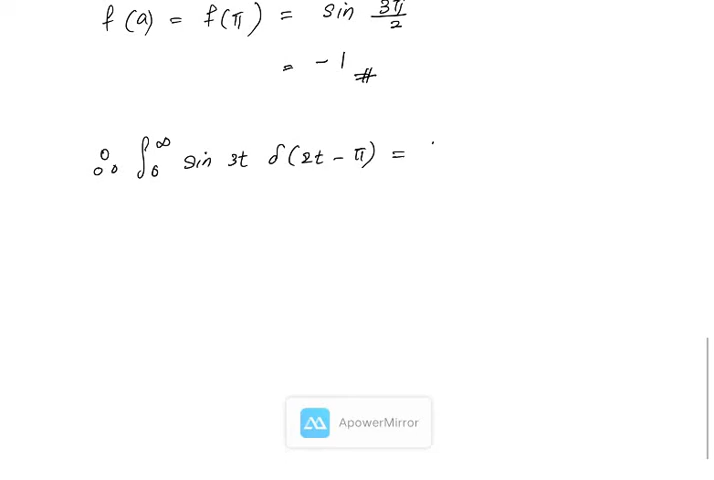 f(a) = f(π) = sin 3π/2
= -1 #
∴ ∫₀^∞ sin 3t δ(2t - π) =
ApowerMirror